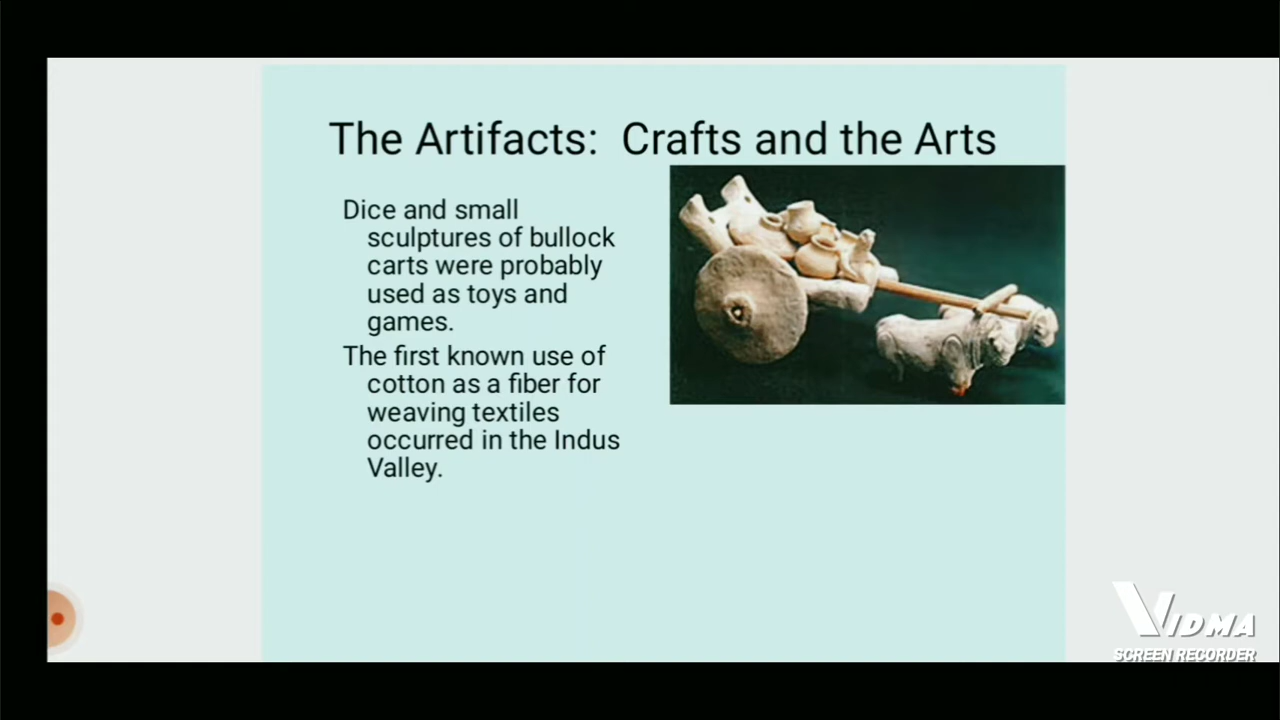 The Artifacts:  Crafts and the Arts
Dice and small
sculptures of bullock
carts were probably
used as toys and
games.
The first known use of
cotton as a fiber for
weaving textiles
occurred in the Indus
Valley.
VIDMA
SCREEN RECORDER